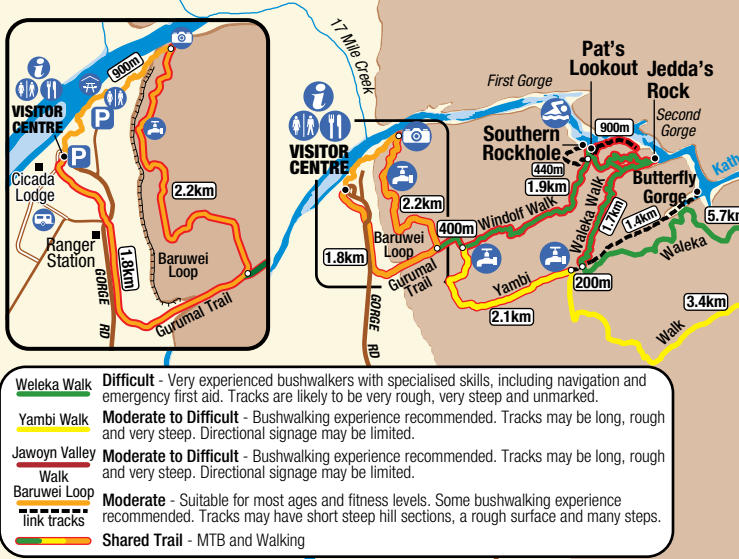 900m
VISITOR
CENTRE
P
P
Cicada
Lodge
Ranger
Station
2.2km
1.8km
Baruwei
Loop
Gurumal Trail
GORGE RD
17 Mile Creek
VISITOR
CENTRE
First Gorge
Pat's
Lookout
Jedda's
Rock
Second
Gorge
Southern
Rockhole
900m
440m
1.9km
Butterfly
Gorge
Kath
2.2km
400m
Windolf Walk
Waleka Walk
1.7km
1.4km
5.7k
Waleka
Baruwei
Loop
1.8km
Gurumal
Trail
GORGE RD
Yambi
2.1km
200m
3.4km
Walk
Weleka Walk
Difficult - Very experienced bushwalkers with specialised skills, including navigation and
emergency first aid. Tracks are likely to be very rough, very steep and unmarked.
Yambi Walk
Moderate to Difficult - Bushwalking experience recommended. Tracks may be long, rough
and very steep. Directional signage may be limited.
Jawoyn Valley
Walk
Moderate to Difficult - Bushwalking experience recommended. Tracks may be long, rough
and very steep. Directional signage may be limited.
Baruwei Loop
link tracks
Moderate - Suitable for most ages and fitness levels. Some bushwalking experience
recommended. Tracks may have short steep hill sections, a rough surface and many steps.
Shared Trail - MTB and Walking